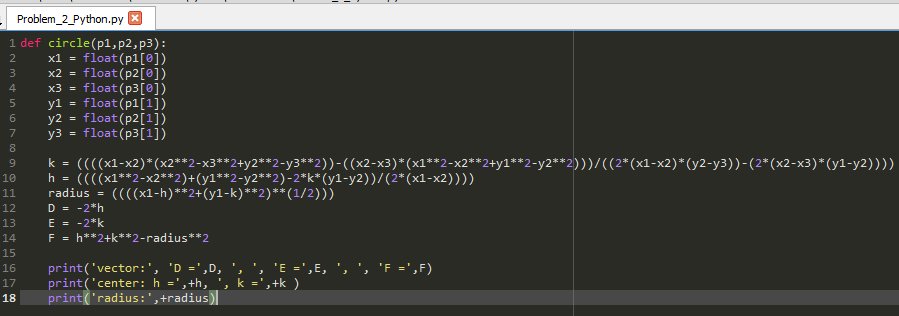 Problem_2_Python.py
1 def circle(p1,p2,p3):
2     x1 = float(p1[0])
3     x2 = float(p2[0])
4     x3 = float(p3[0])
5     y1 = float(p1[1])
6     y2 = float(p2[1])
7     y3 = float(p3[1])
8
9     k = ((((x1-x2)*(x2**2-x3**2+y2**2-y3**2))-((x2-x3)*(x1**2-x2**2+y1**2-y2**2)))/((2*(x1-x2)*(y2-y3))-(2*(x2-x3)*(y1-y2))))
10     h = ((((x1**2-x2**2)+(y1**2-y2**2)-2*k*(y1-y2))/(2*(x1-x2))))
11     radius = ((((x1-h)**2+(y1-k)**2)**(1/2)))
12     D = -2*h
13     E = -2*k
14     F = h**2+k**2-radius**2
15
16     print('vector:', 'D =',D, ', ', 'E =',E, ', ', 'F =',F)
17     print('center: h =',+h, ', k =',+k )
18     print('radius:',+radius)